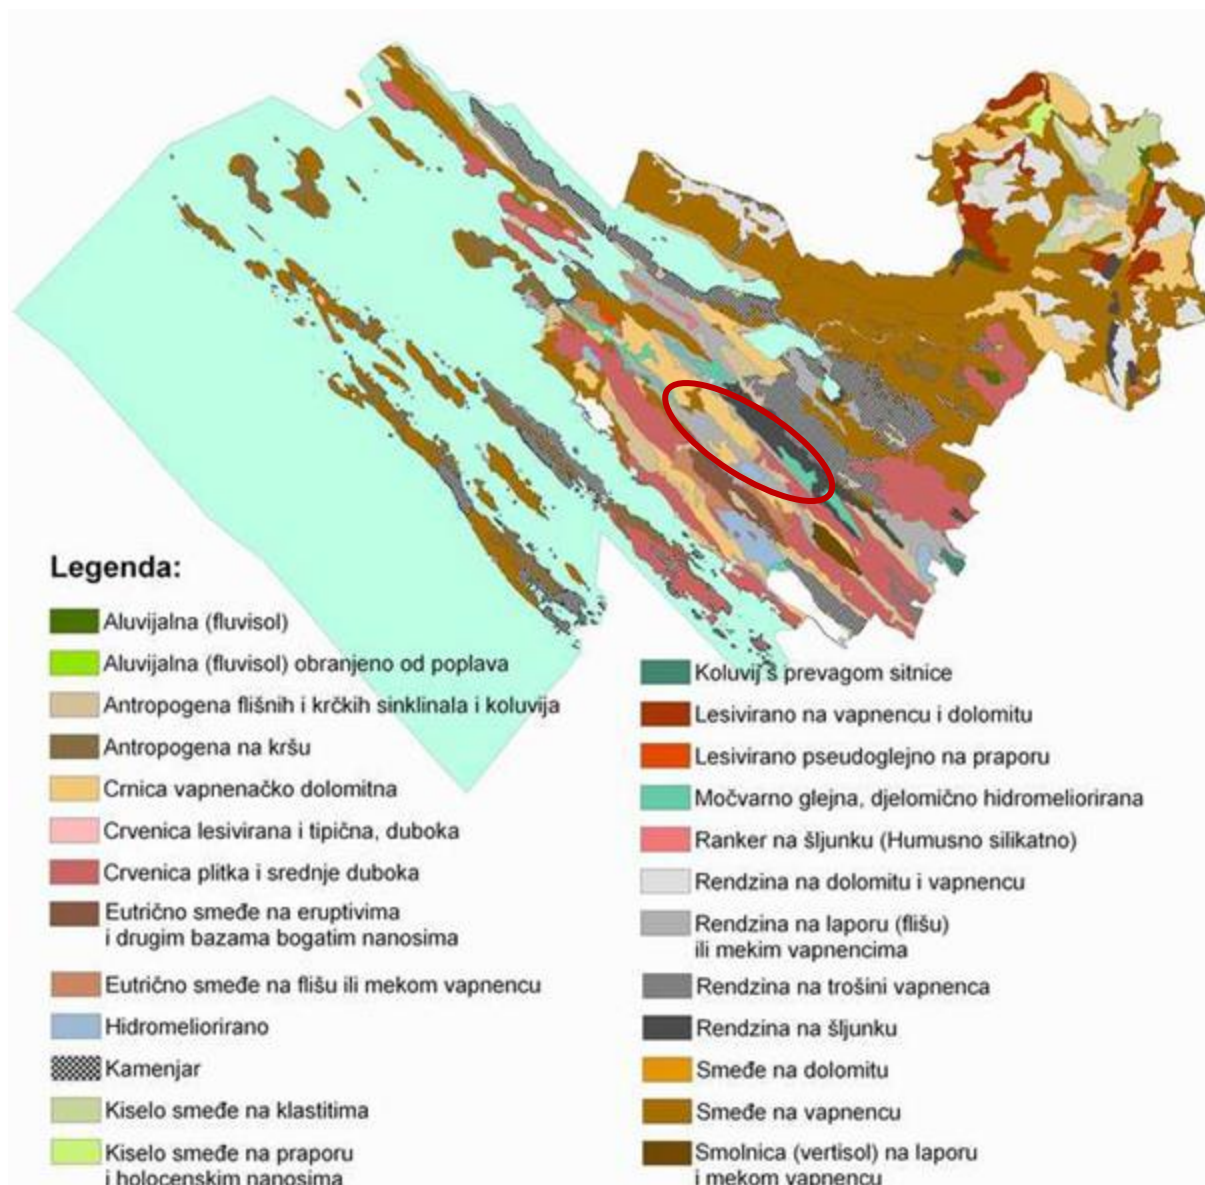 Legenda:
Aluvijalna (fluvisol)
Aluvijalna (fluvisol) obranjeno od poplava
Antropogena flišnih i krčkih sinklinala i koluvija
Antropogena na kršu
Crnica vapnenačko dolomitna
Crvenica lesivirana i tipična, duboka
Crvenica plitka i srednje duboka
Eutrično smeđe na eruptivima
i drugim bazama bogatim nanosima
Eutrično smeđe na flišu ili mekom vapnencu
Hidromeliorirano
Kamenjar
Kiselo smeđe na klastitima
Kiselo smeđe na praporu
i holocenskim nanosima
Koluvij s prevagom sitnice
Lesivirano na vapnencu i dolomitu
Lesivirano pseudoglejno na praporu
Močvarno glejna, djelomično hidromeliorirana
Ranker na šljunku (Humusno silikatno)
Rendzina na dolomitu i vapnencu
Rendzina na laporu (flišu)
ili mekim vapnencima
Rendzina na trošini vapnenca
Rendzina na šljunku
Smeđe na dolomitu
Smeđe na vapnencu
Smolnica (vertisol) na laporu
i mekom vapnencu